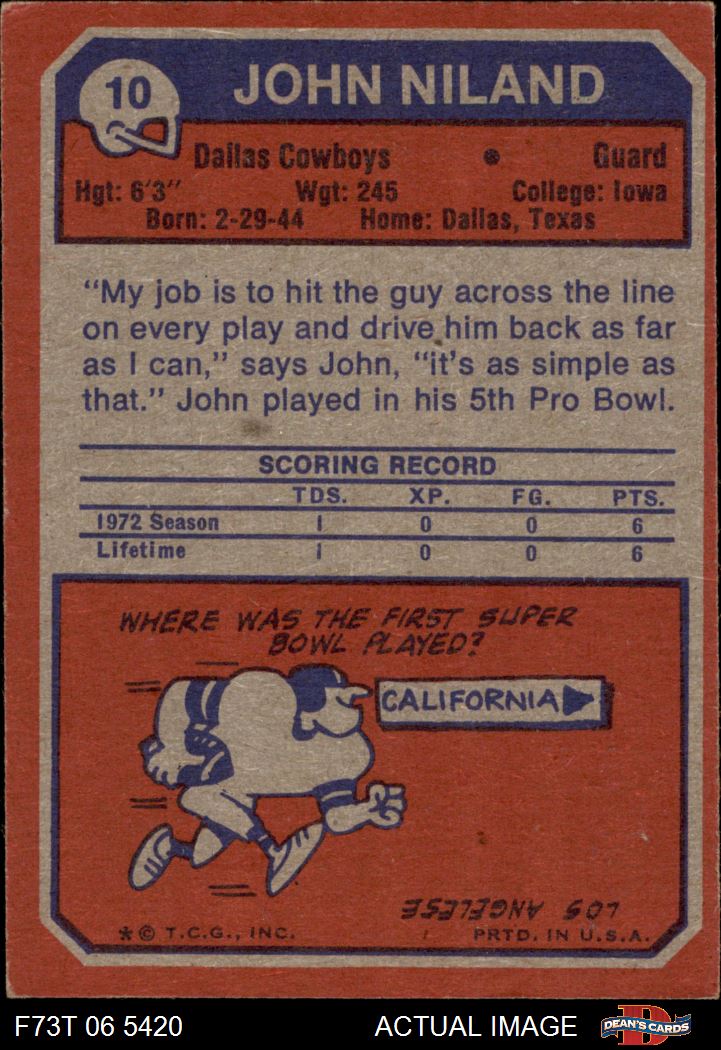 10
JOHN NILAND
Dallas Cowboys • Guard
Hgt: 6'3" Wgt: 245 College: Iowa
Born: 2-29-44 Home: Dallas, Texas
"My job is to hit the guy across the line
on every play and drive him back as far
as I can," says John, "it's as simple as
that." John played in his 5th Pro Bowl.
SCORING RECORD
TDS. XP. FG. PTS.
1972 Season 1 0 0 6
Lifetime 1 0 0 6
WHERE WAS THE FIRST SUPER
BOWL PLAYED?
CALIFORNIA
LOS ANGELESE
* © T.C.G., INC. PRTD. IN U.S.A.
F73T 06 5420 ACTUAL IMAGE DEAN'S CARDS